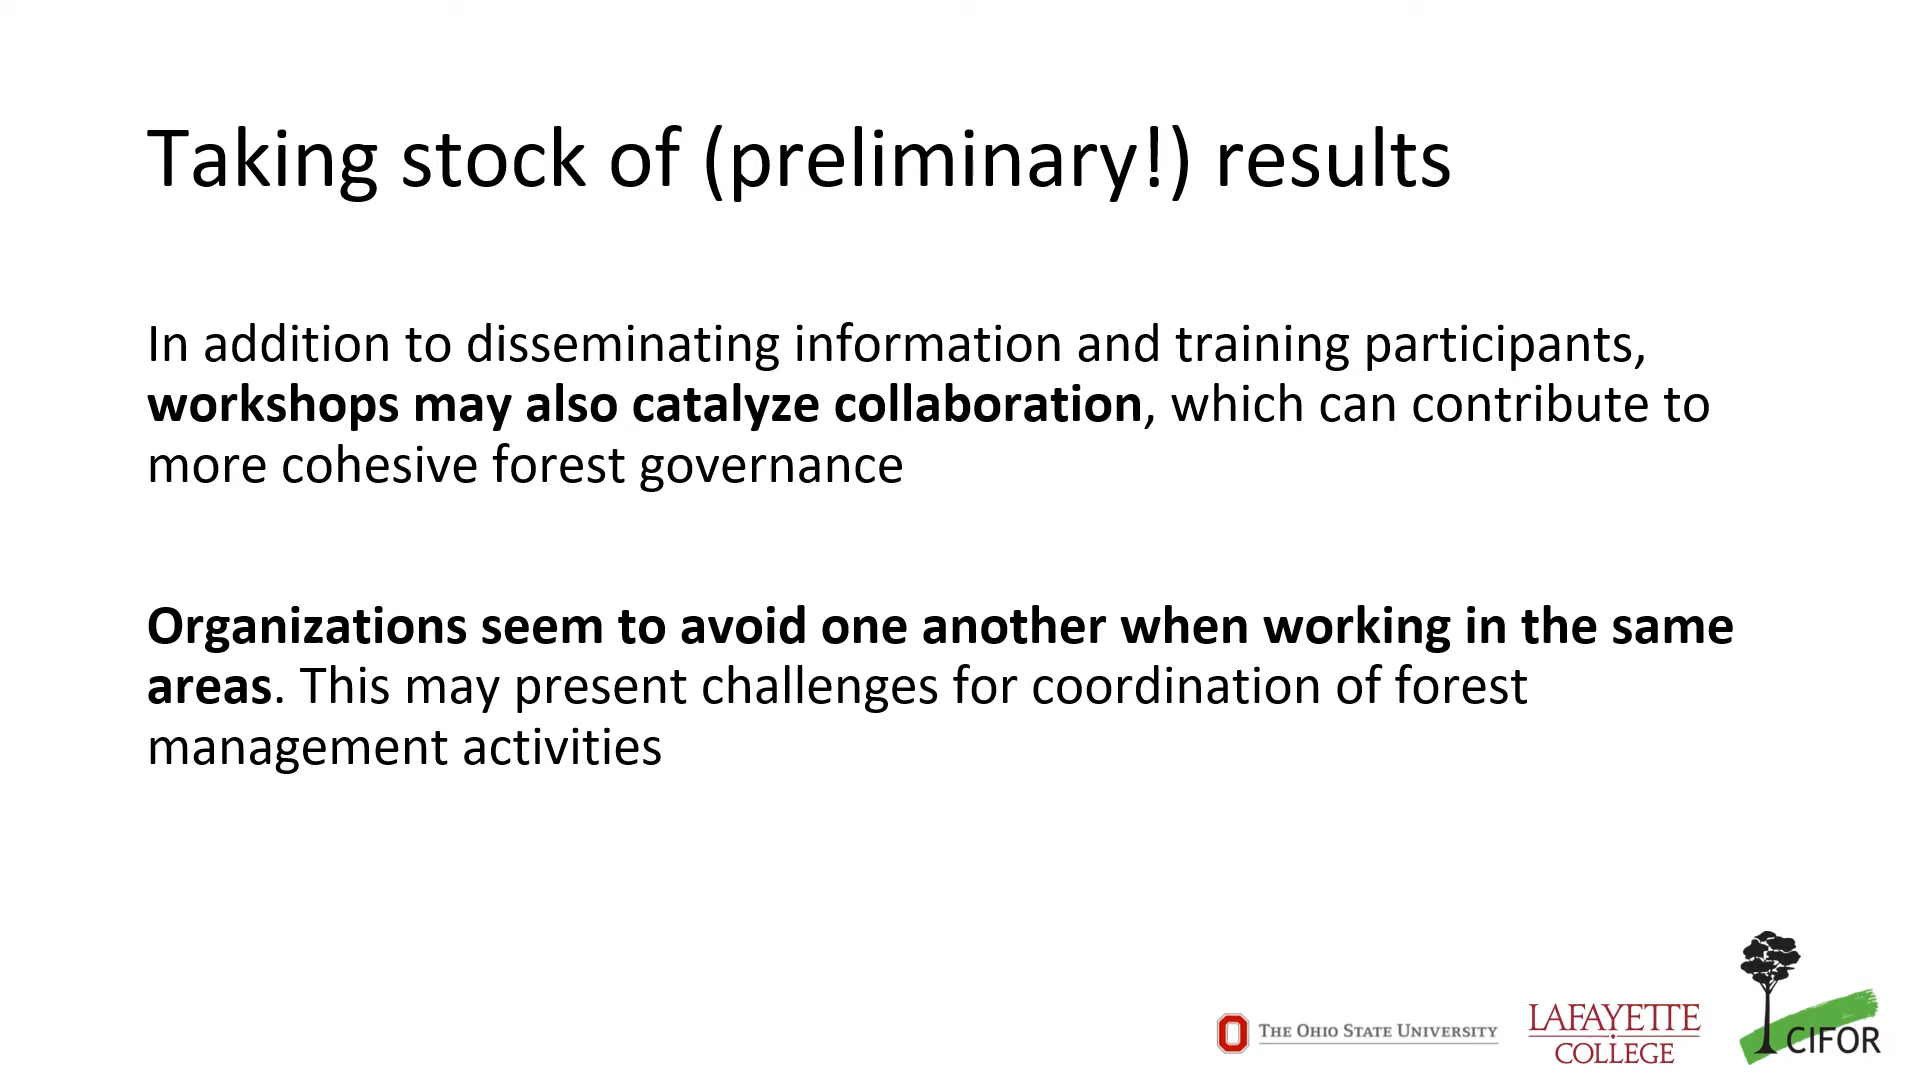 Taking stock of (preliminary!) results
In addition to disseminating information and training participants,
workshops may also catalyze collaboration, which can contribute to
more cohesive forest governance
Organizations seem to avoid one another when working in the same
areas. This may present challenges for coordination of forest
management activities
THE OHIO STATE UNIVERSITY
LAFAYETTE
COLLEGE
CIFOR